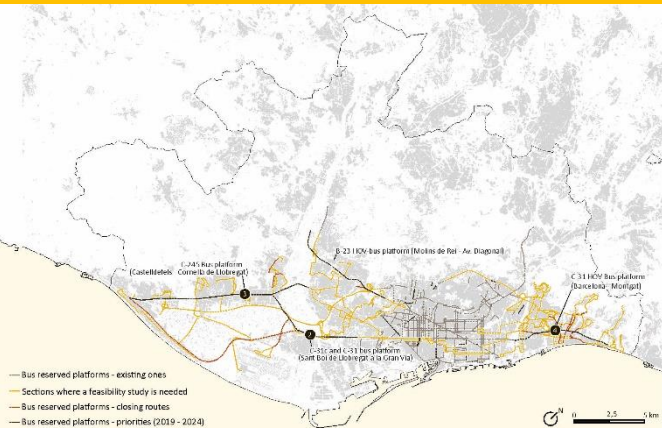 B-23 HOV-bus platform (Molins de Rei - Av. Diagonal)
C-245 Bus platform
(Castelldefels Cornellà de Llobregat)
C-31 HOV Bus platform
(Barcelona - Montgat)
1
2
4
C-31c and C-31 bus platform
(Sant Boi de Llobregat a la Gran Via)
Bus reserved platforms - existing ones
Sections where a feasibility study is needed
Bus reserved platforms - closing routes
Bus reserved platforms - priorities (2019 - 2024)
N
0 2,5 5 km